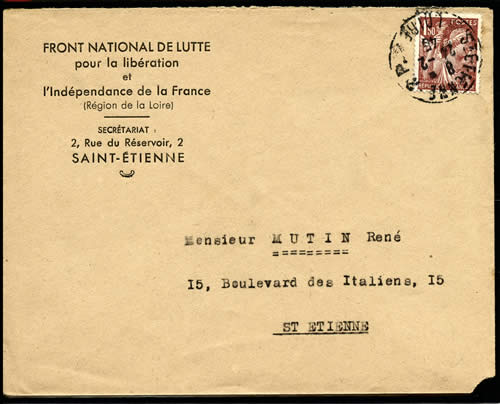 FRONT NATIONAL DE LUTTE
pour la libération
et
l'Indépendance de la France
(Région de la Loire)
SECRÉTARIAT :
2, Rue du Réservoir, 2
SAINT-ÉTIENNE
POSTES
Monsieur MUTIN René
15, Boulevard des Italiens, 15
ST ETIENNE